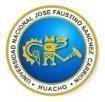 UNIVERSIDAD NACIONAL JOSE FAUSTINO SANCHEZ CARRION
• HUACHO •